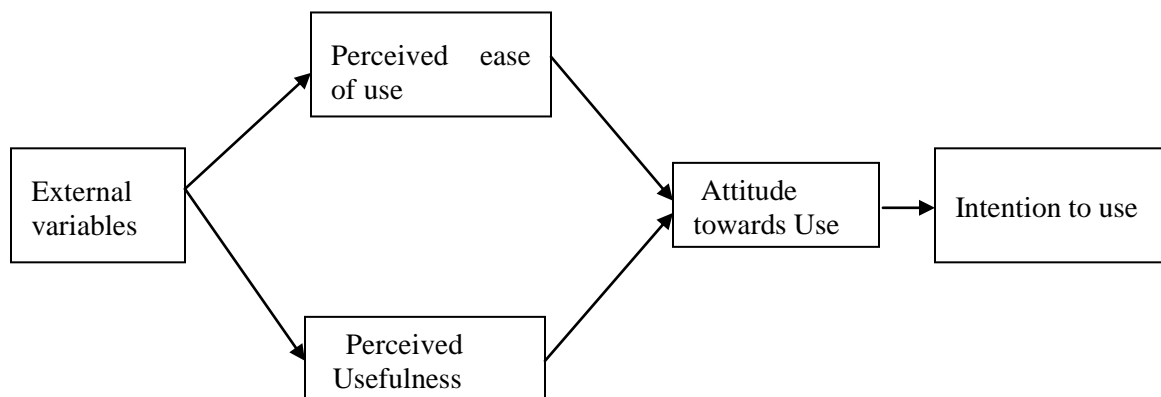 Perceived ease
of use
External
variables
Attitude
towards Use
Intention to use
Perceived
Usefulness